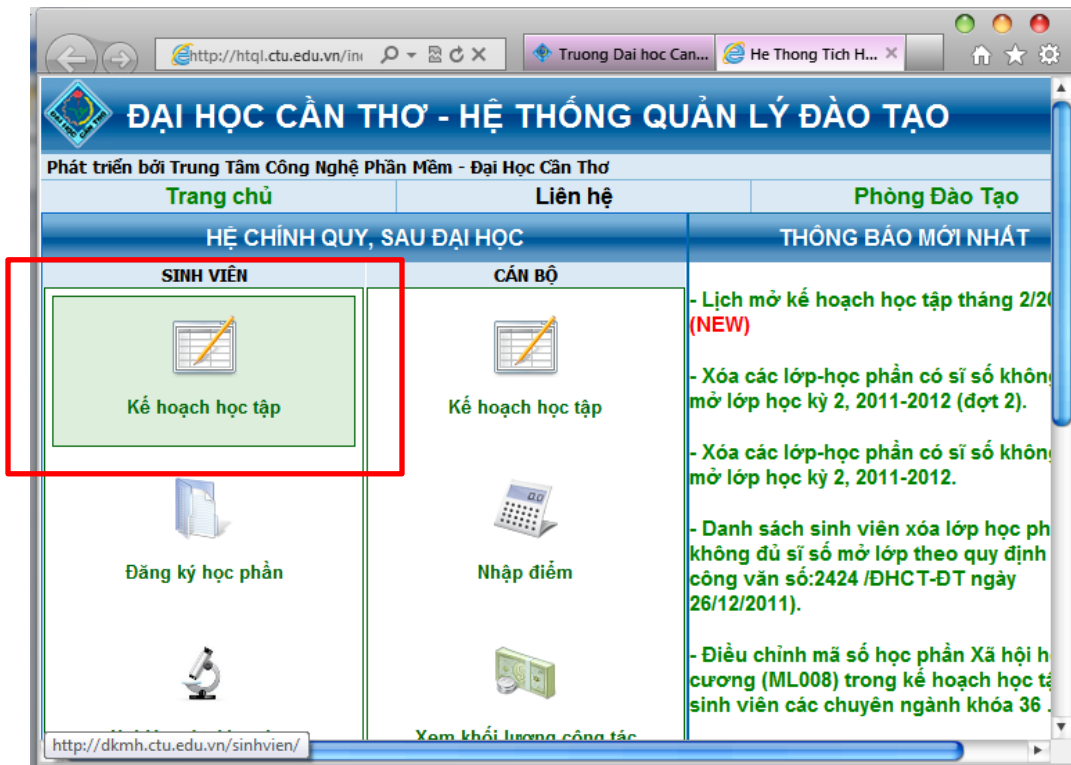 http://htql.ctu.edu.vn/in
Truong Dai hoc Can...
He Thong Tich H...
ĐẠI HỌC CẦN THƠ - HỆ THỐNG QUẢN LÝ ĐÀO TẠO
Phát triển bởi Trung Tâm Công Nghệ Phần Mềm - Đại Học Cần Thơ
Trang chủ
Liên hệ
Phòng Đào Tạo
HỆ CHÍNH QUY, SAU ĐẠI HỌC
SINH VIÊN
CÁN BỘ
Kế hoạch học tập
Kế hoạch học tập
Đăng ký học phần
Nhập điểm
Xem khối lượng công tác
THÔNG BÁO MỚI NHẤT
- Lịch mở kế hoạch học tập tháng 2/20
(NEW)
- Xóa các lớp-học phần có sĩ số không
mở lớp học kỳ 2, 2011-2012 (đợt 2).
- Xóa các lớp-học phần có sĩ số không
mở lớp học kỳ 2, 2011-2012.
- Danh sách sinh viên xóa lớp học ph
không đủ sĩ số mở lớp theo quy định
công văn số:2424 /ĐHCT-ĐT ngày
26/12/2011).
- Điều chỉnh mã số học phần Xã hội h
cương (ML008) trong kế hoạch học tậ
sinh viên các chuyên ngành khóa 36 .
http://dkmh.ctu.edu.vn/sinhvien/